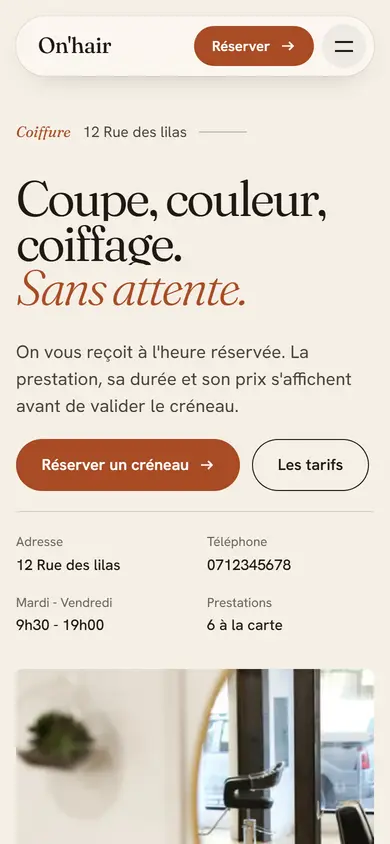 On'hair
Réserver →
Coiffure 12 Rue des lilas
Coupe, couleur,
coiffage.
Sans attente.
On vous reçoit à l'heure réservée. La
prestation, sa durée et son prix s'affichent
avant de valider le créneau.
Réserver un créneau →
Les tarifs
Adresse
12 Rue des lilas
Téléphone
0712345678
Mardi - Vendredi
9h30 - 19h00
Prestations
6 à la carte